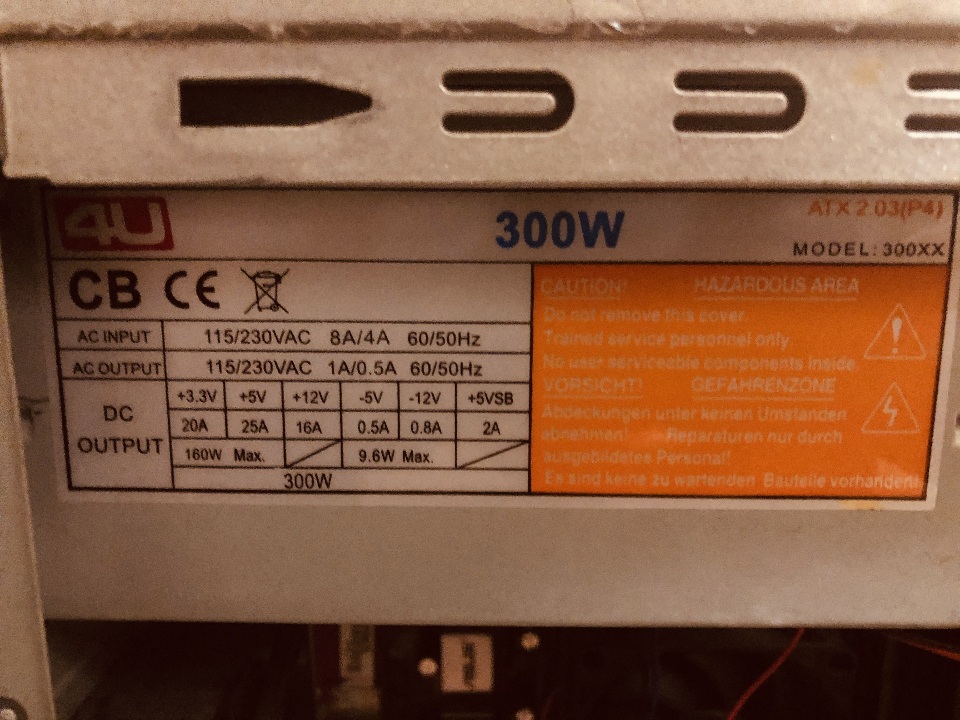 4U
300W
ATX 2.03(P4)
MODEL: 300XX
CB CE
AC INPUT 115/230VAC 8A/4A 60/50Hz
AC OUTPUT 115/230VAC 1A/0.5A 60/50Hz
DC OUTPUT
+3.3V +5V +12V -5V -12V +5VSB
20A 25A 16A 0.5A 0.8A 2A
160W Max. 9.6W Max.
300W
CAUTION! HAZARDOUS AREA
Do not remove this cover.
Trained service personnel only.
No user serviceable components inside.
VORSICHT! GEFAHRENZONE
Abdeckungen unter keinen Umstanden
abnehmen! Reparaturen nur durch
ausgebildetes Personal!
Es sind keine zu wartenden Bauteile vorhanden!